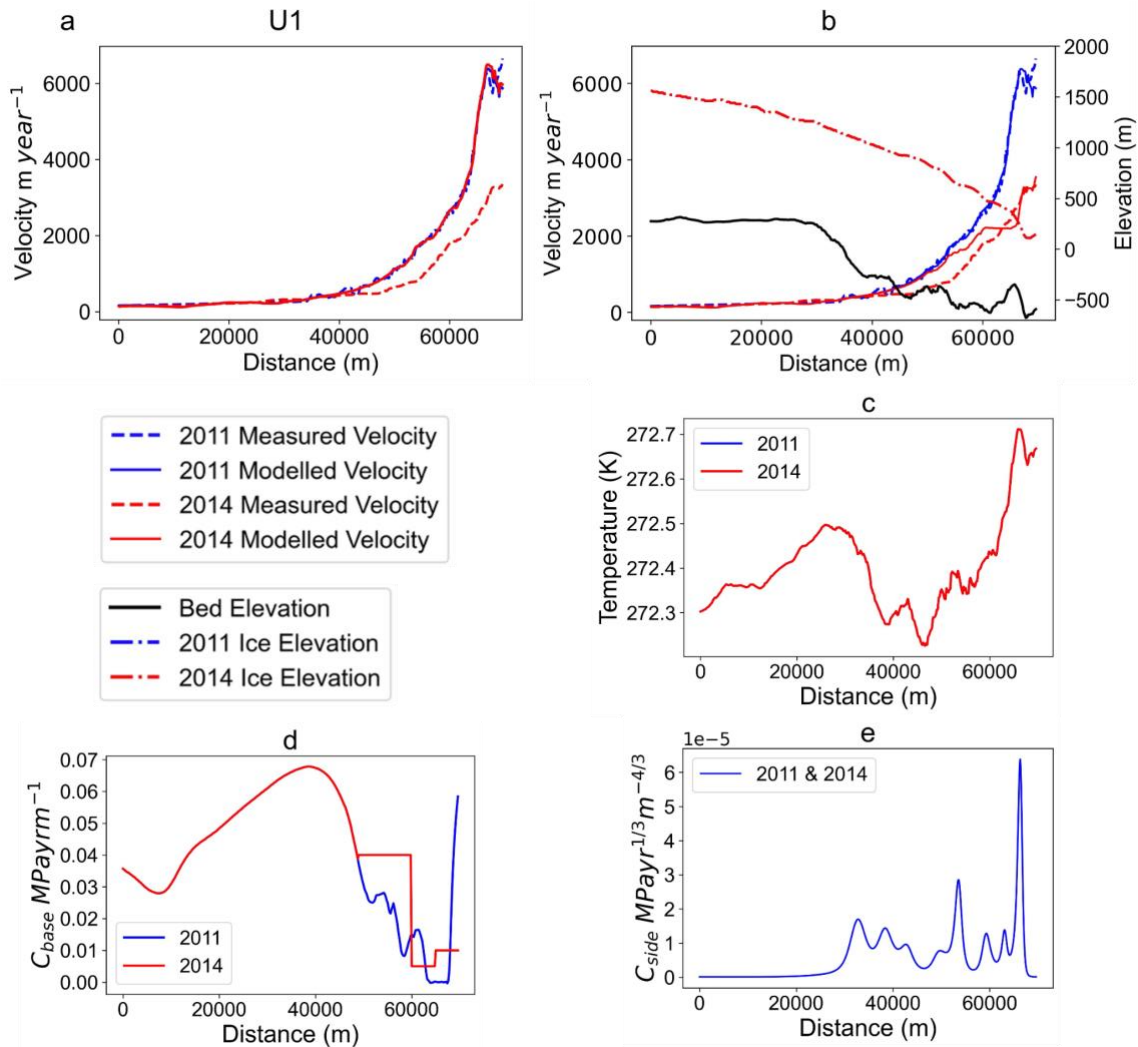 a
U1
b
6000
4000
2000
0
Velocity m year⁻¹
0
20000
40000
60000
Distance (m)
6000
4000
2000
0
Velocity m year⁻¹
2000
1500
1000
500
0
−500
Elevation (m)
0
20000
40000
60000
Distance (m)
2011 Measured Velocity
2011 Modelled Velocity
2014 Measured Velocity
2014 Modelled Velocity
Bed Elevation
2011 Ice Elevation
2014 Ice Elevation
c
2011
2014
272.7
272.6
272.5
272.4
272.3
Temperature (K)
0
20000
40000
60000
Distance (m)
d
0.07
0.06
0.05
0.04
0.03
0.02
0.01
0.00
C_base MPayrm⁻¹
2011
2014
0
20000
40000
60000
Distance (m)
e
1e−5
2011 & 2014
6
5
4
3
2
1
0
C_side MPayr^1/3 m^−4/3
0
20000
40000
60000
Distance (m)